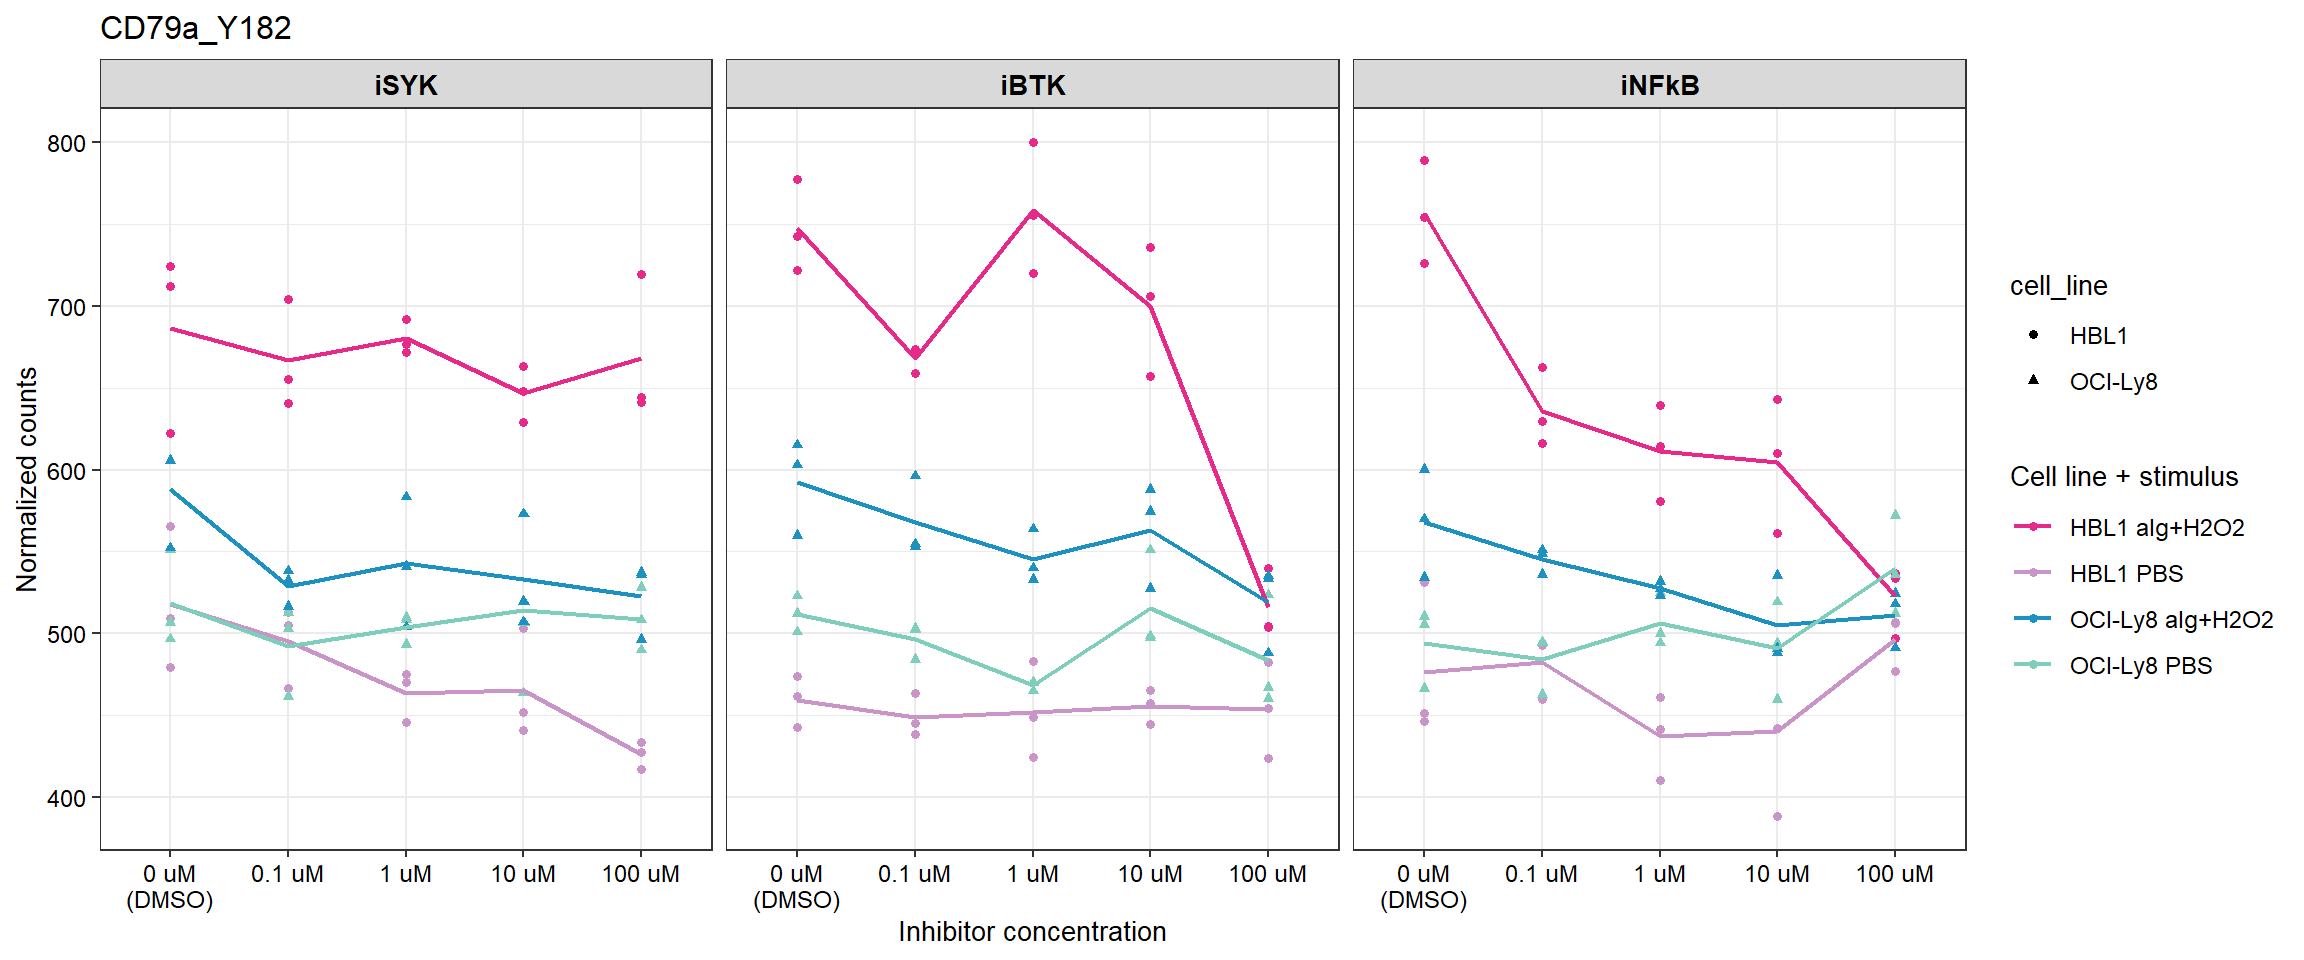 CD79a_Y182
iSYK
iBTK
iNFkB
Normalized counts
800
700
600
500
400
0 uM
(DMSO)
0.1 uM
1 uM
10 uM
100 uM
0 uM
(DMSO)
0.1 uM
1 uM
10 uM
100 uM
0 uM
(DMSO)
0.1 uM
1 uM
10 uM
100 uM
Inhibitor concentration
cell_line
HBL1
OCI-Ly8
Cell line + stimulus
HBL1 aIg+H2O2
HBL1 PBS
OCI-Ly8 aIg+H2O2
OCI-Ly8 PBS